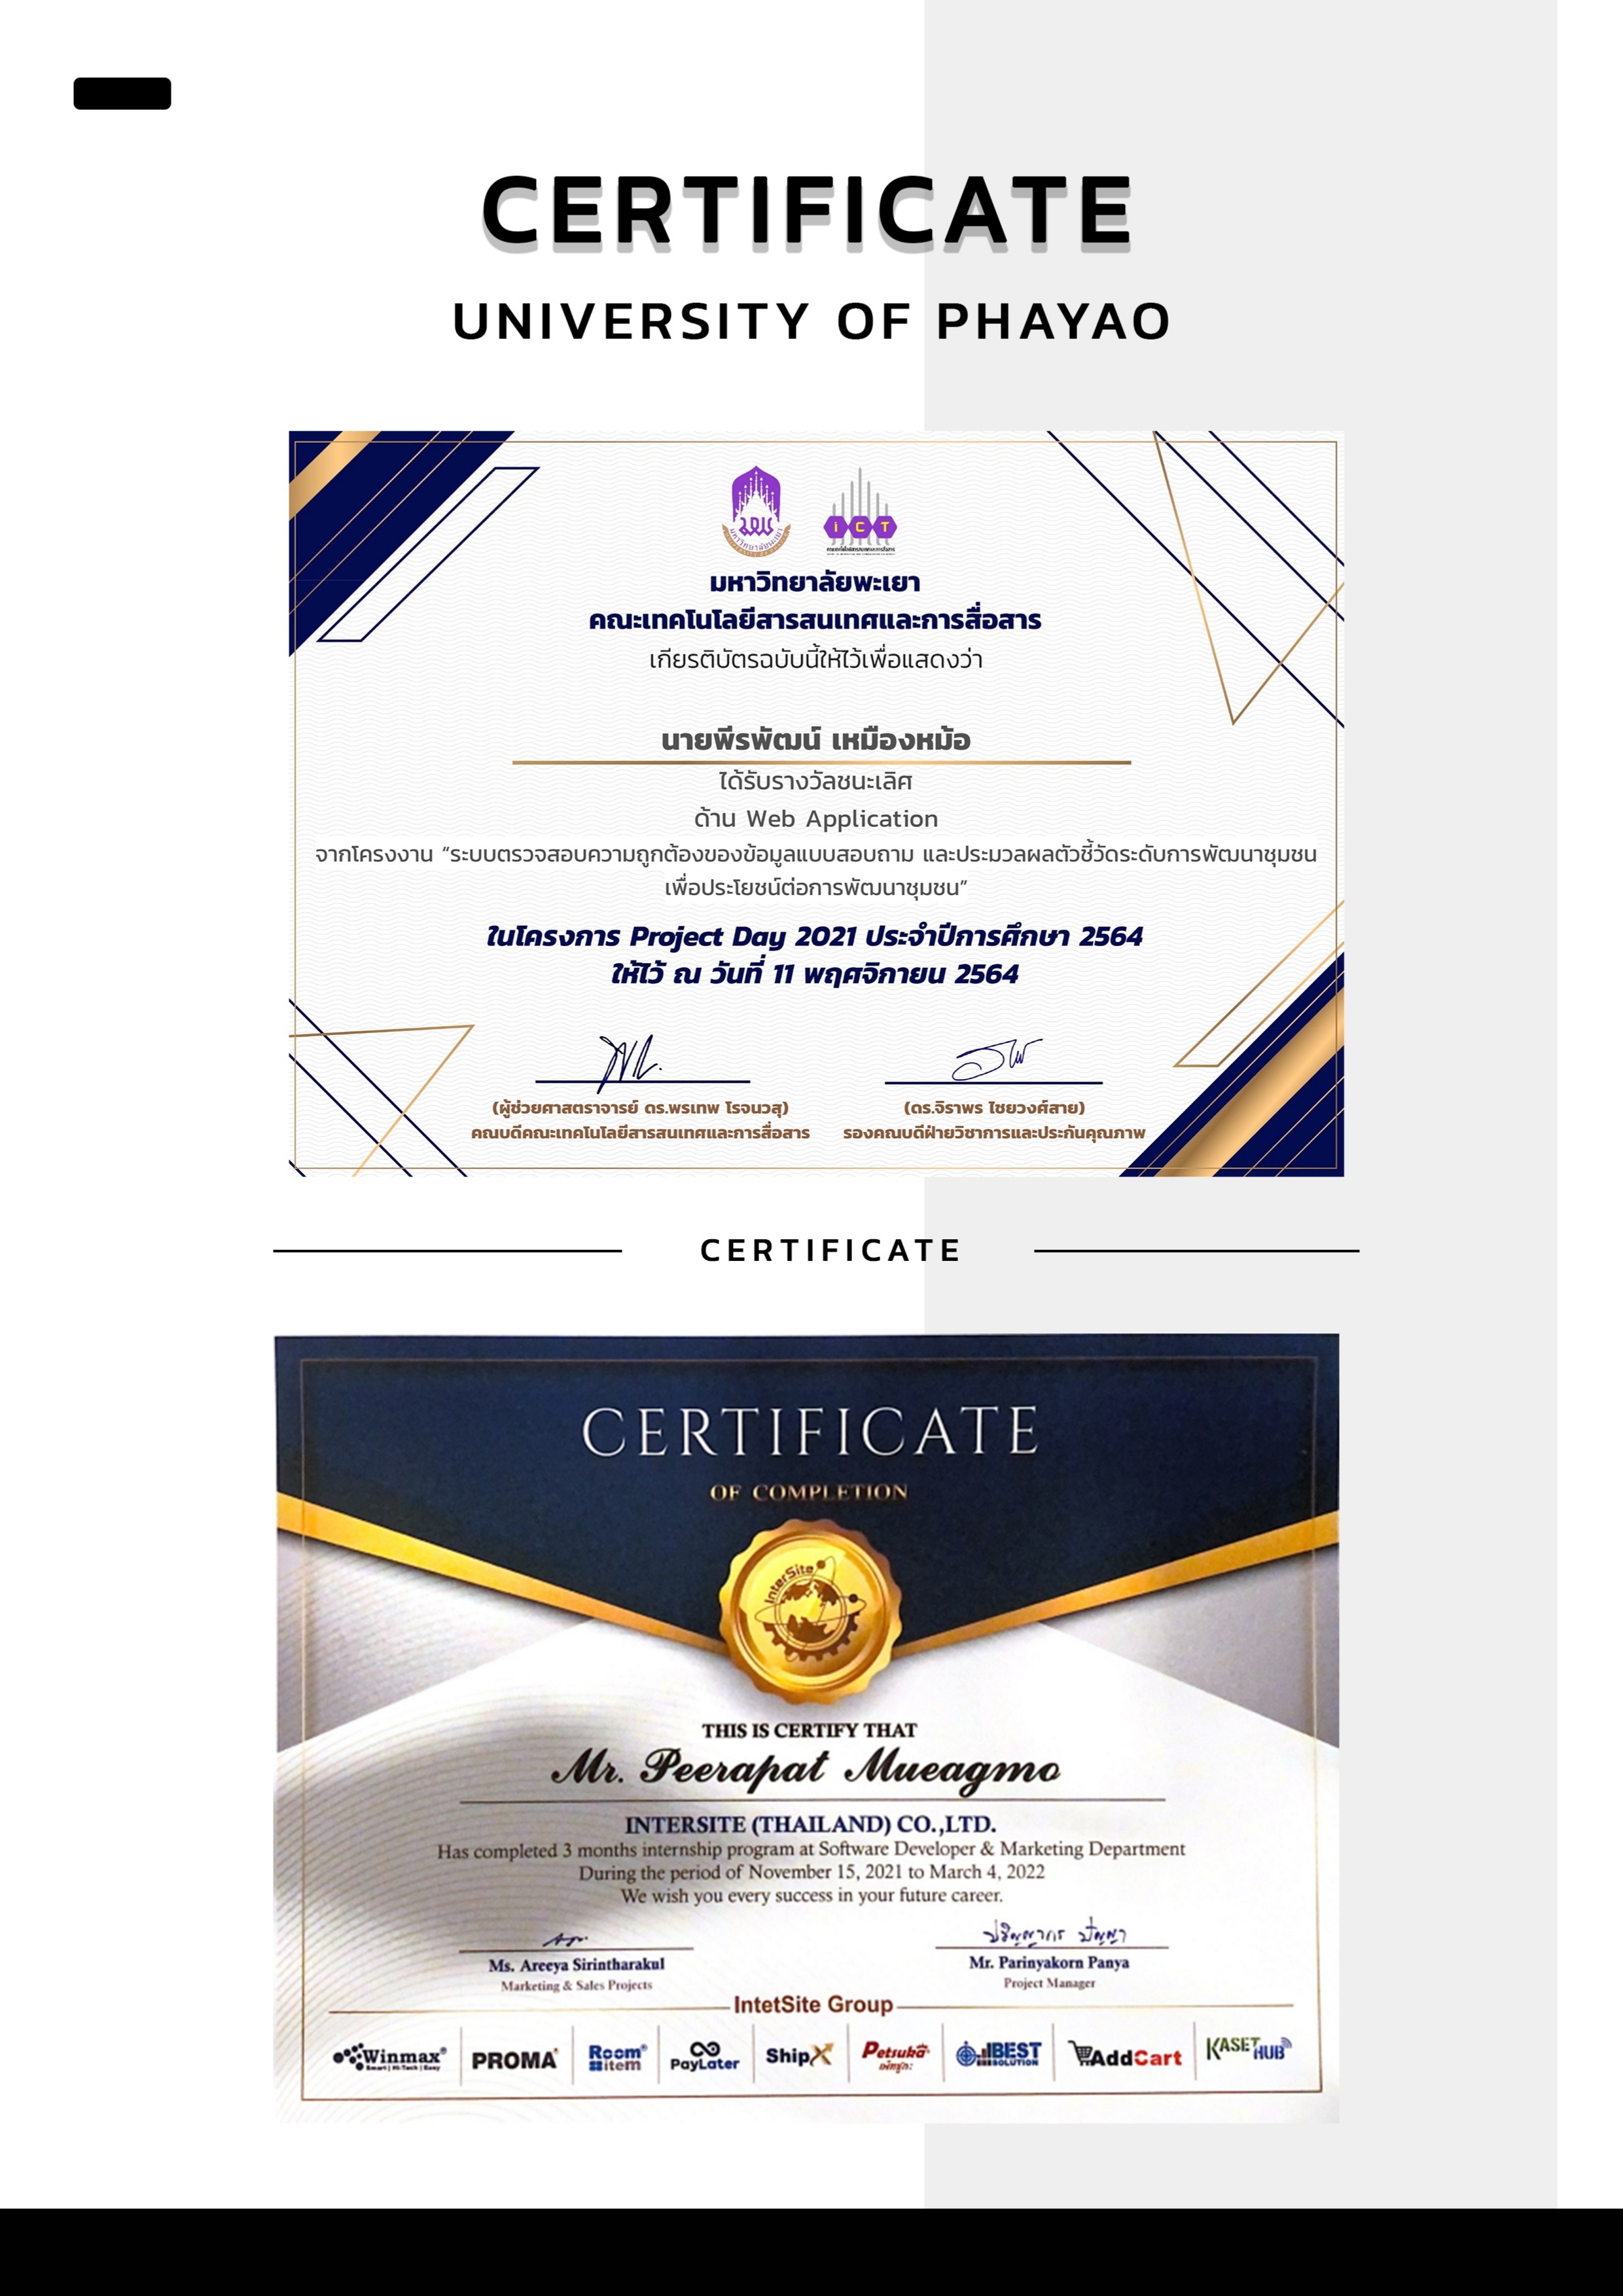 CERTIFICATE
UNIVERSITY OF PHAYAO
iCT
มหาวิทยาลัยพะเยา
คณะเทคโนโลยีสารสนเทศและการสื่อสาร
เกียรติบัตรฉบับนี้ให้ไว้เพื่อแสดงว่า
นายพีรพัฒน์ เหมืองหม้อ
ได้รับรางวัลชนะเลิศ
ด้าน Web Application
จากโครงงาน “ระบบตรวจสอบความถูกต้องของข้อมูลแบบสอบถาม และประมวลผลตัวชี้วัดระดับการพัฒนาชุมชน
เพื่อประโยชน์ต่อการพัฒนาชุมชน”
ในโครงการ Project Day 2021 ประจำปีการศึกษา 2564
ให้ไว้ ณ วันที่ 11 พฤศจิกายน 2564
(ผู้ช่วยศาสตราจารย์ ดร.พรเทพ โรจนวสุ) (ดร.จิราพร ไชยวงศ์สาย)
คณบดีคณะเทคโนโลยีสารสนเทศและการสื่อสาร รองคณบดีฝ่ายวิชาการและประกันคุณภาพ
CERTIFICATE
CERTIFICATE
OF COMPLETION
InterSite
THIS IS CERTIFY THAT
Mr. Peerapat Mueagmo
INTERSITE (THAILAND) CO.,LTD.
Has completed 3 months internship program at Software Developer & Marketing Department
During the period of November 15, 2021 to March 4, 2022
We wish you every success in your future career.
ปริญญากร ปัญญา
Ms. Areeya Sirintharakul Mr. Parinyakorn Panya
Marketing & Sales Projects Project Manager
IntetSite Group
Winmax PROMA Room item PayLater ShipX Petsuka BEST SOLUTION AddCart KASETHUB
Smart | Hi-Tech | Easy